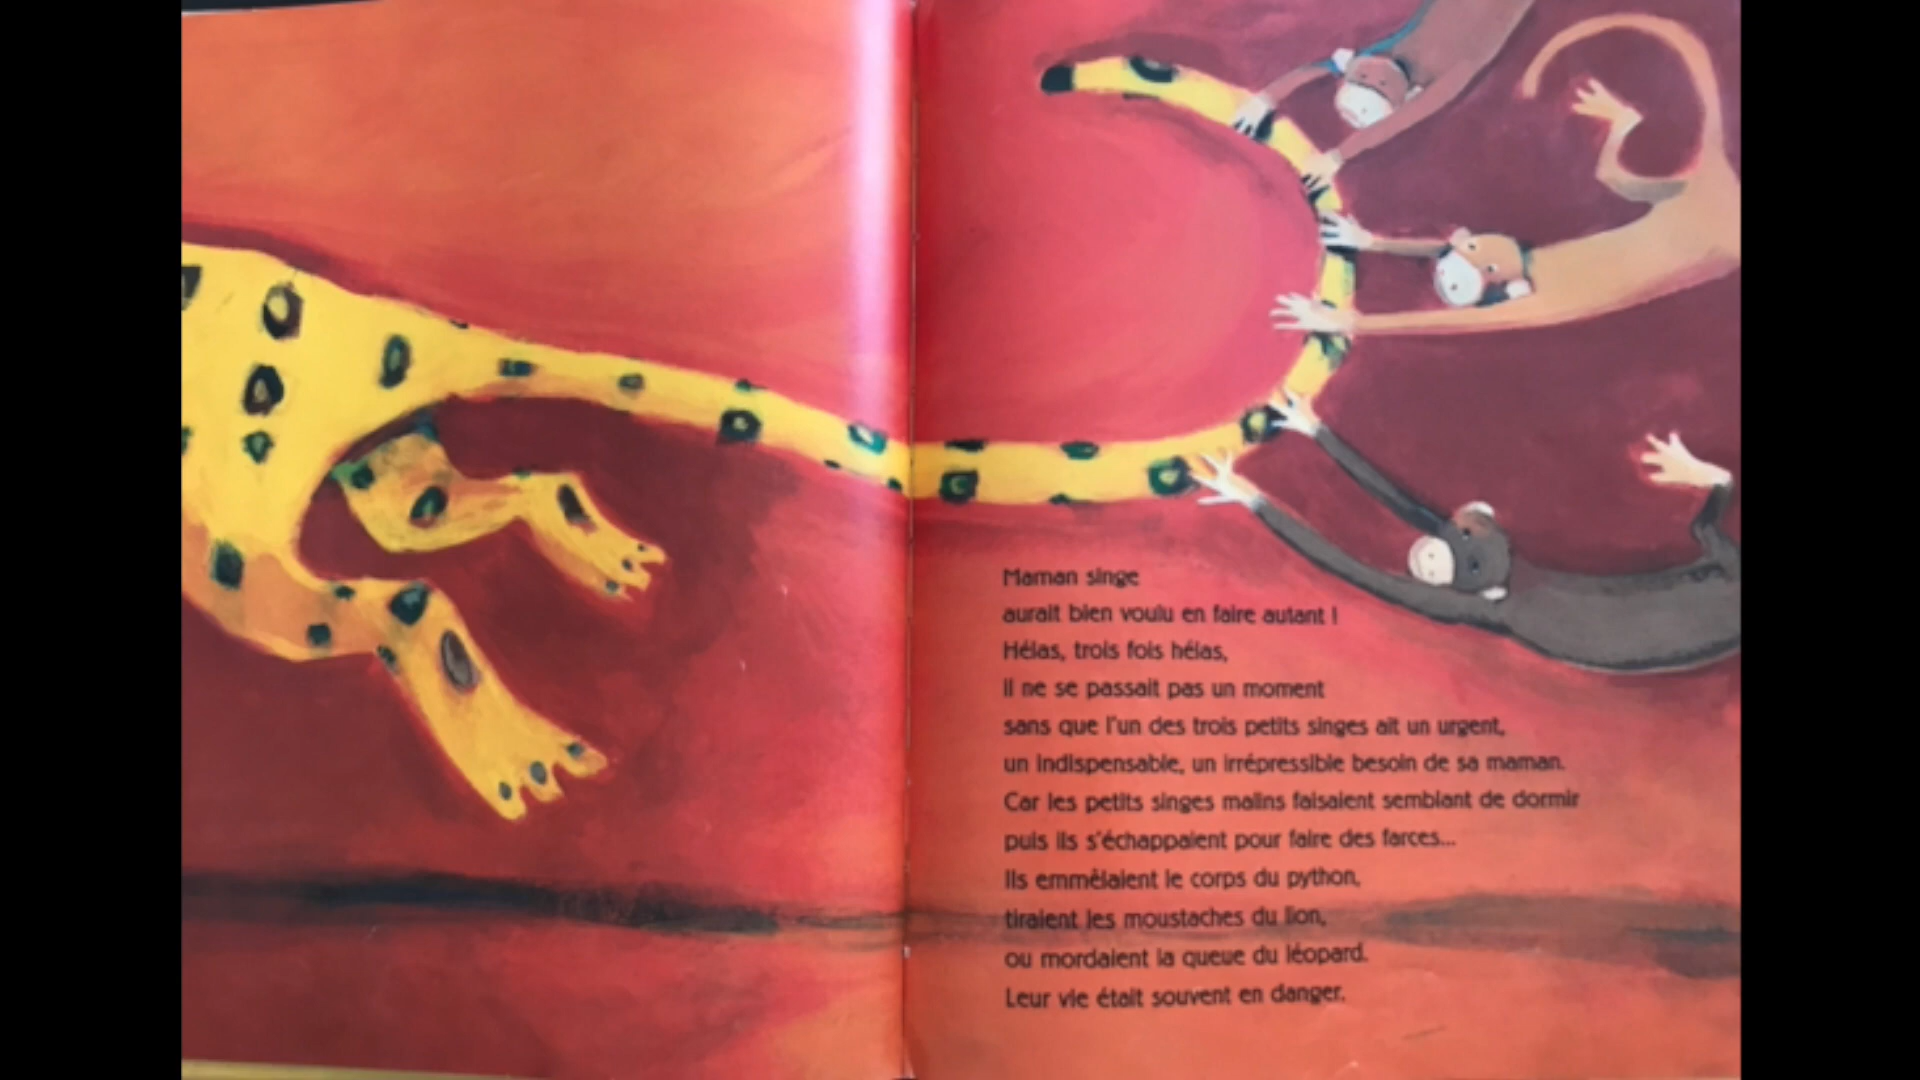 Maman singe
aurait bien voulu en faire autant !
Hélas, trois fois hélas,
il ne se passait pas un moment
sans que l'un des trois petits singes ait un urgent,
un indispensable, un irrépressible besoin de sa maman.
Car les petits singes malins faisaient semblant de dormir
puis ils s'échappaient pour faire des farces...
Ils emmêlaient le corps du python,
tiraient les moustaches du lion,
ou mordaient la queue du léopard.
Leur vie était souvent en danger.